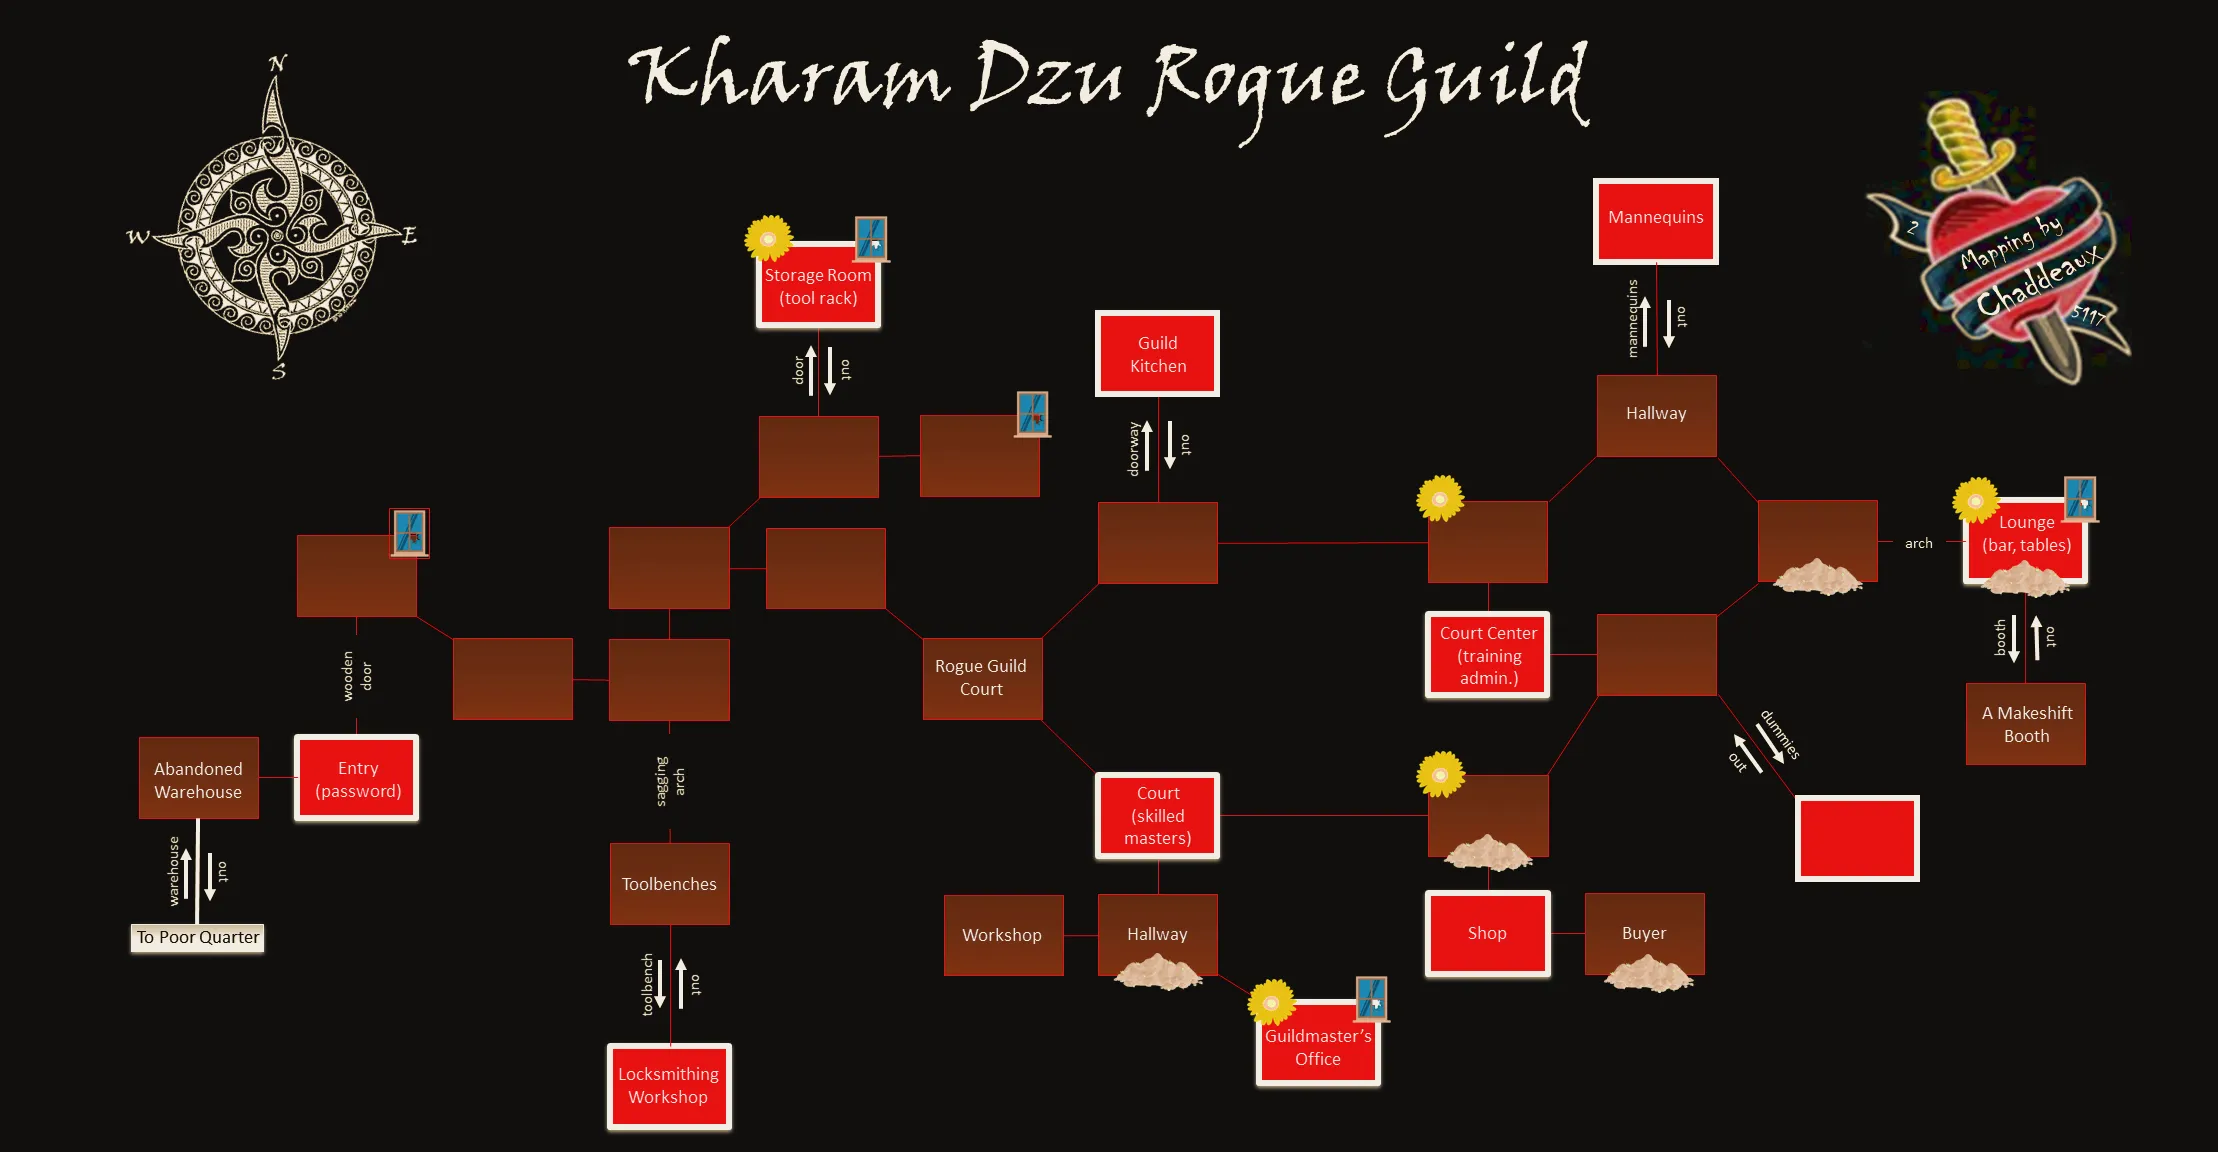 Kharam Dzu Rogue Guild
N
W
E
S
2
Mapping by
Chaddeaux
5117
Mannequins
mannequins
out
Storage Room
(tool rack)
door
out
Guild
Kitchen
doorway
out
Hallway
Lounge
(bar, tables)
arch
booth
out
A Makeshift
Booth
Court Center
(training
admin.)
Rogue Guild
Court
wooden
door
Abandoned
Warehouse
Entry
(password)
warehouse
out
To Poor Quarter
sagging
arch
Toolbenches
toolbench
out
Locksmithing
Workshop
Court
(skilled
masters)
dummies
out
Workshop
Hallway
Shop
Buyer
Guildmaster's
Office